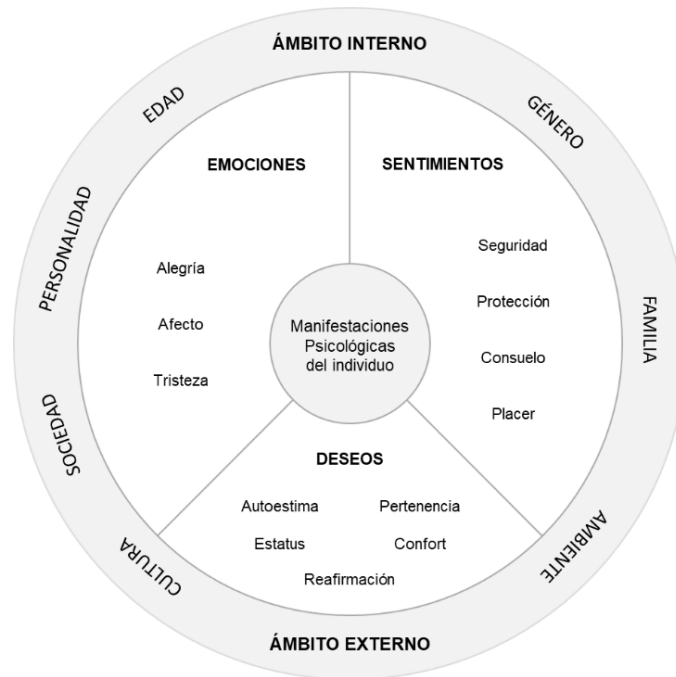 ÁMBITO INTERNO
EDAD
GÉNERO
PERSONALIDAD
FAMILIA
SOCIEDAD
AMBIENTE
CULTURA
ÁMBITO EXTERNO
EMOCIONES
Alegría
Afecto
Tristeza
SENTIMIENTOS
Seguridad
Protección
Consuelo
Placer
Manifestaciones
Psicológicas
del individuo
DESEOS
Autoestima
Pertenencia
Estatus
Confort
Reafirmación